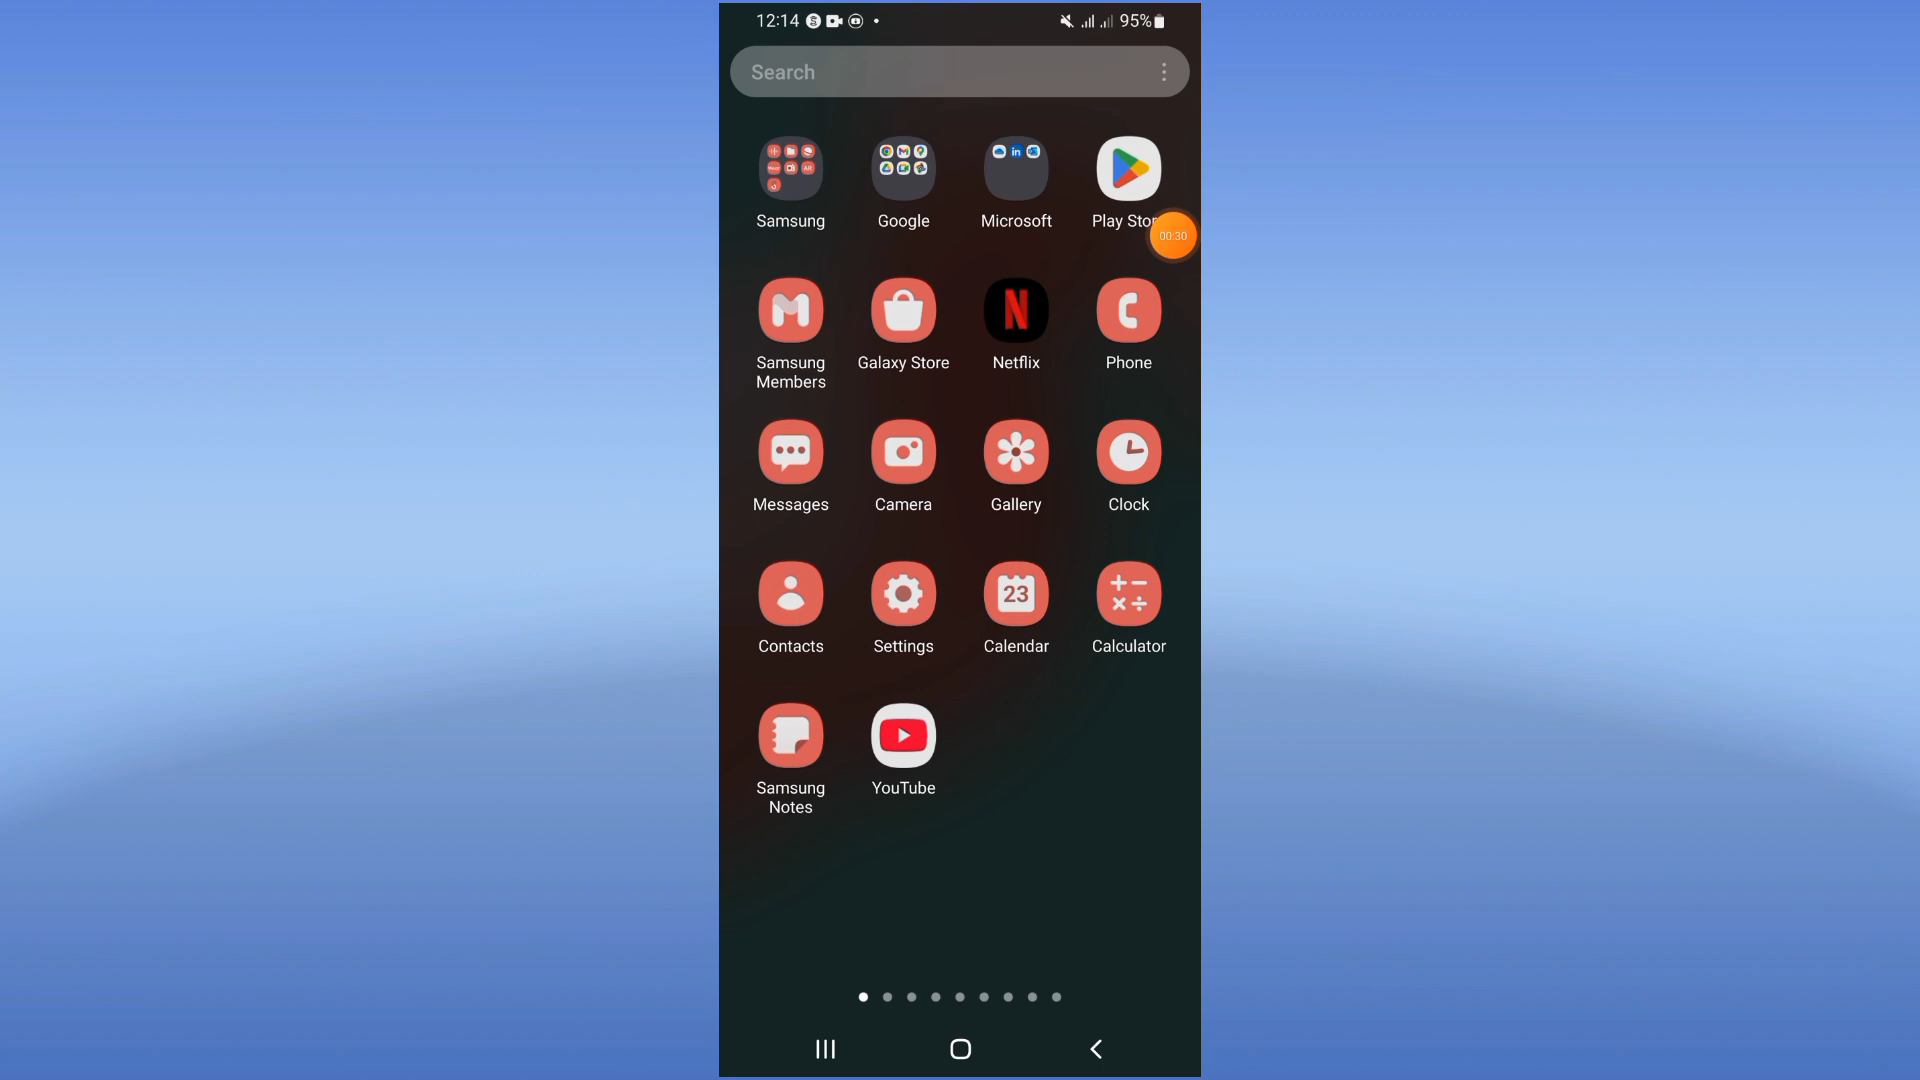 12:14 95%
Search
Samsung Google Microsoft Play Stor
00:30
Samsung Members Galaxy Store Netflix Phone
Messages Camera Gallery Clock
23
Contacts Settings Calendar Calculator
Samsung Notes YouTube